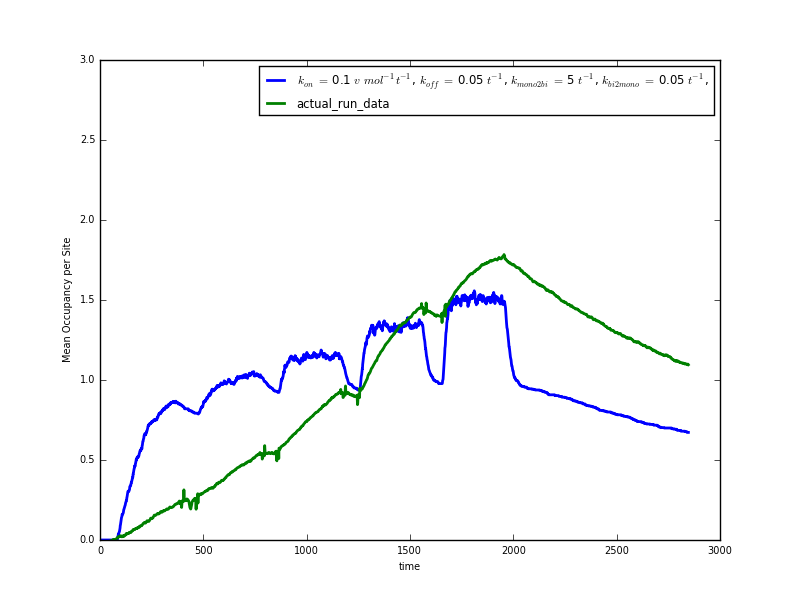 k_on = 0.1 v mol⁻¹t⁻¹, k_off = 0.05 t⁻¹, k_mono2bi = 5 t⁻¹, k_bi2mono = 0.05 t⁻¹,
actual_run_data
3.0
2.5
2.0
1.5
1.0
0.5
0.0
Mean Occupancy per Site
0 500 1000 1500 2000 2500 3000
time